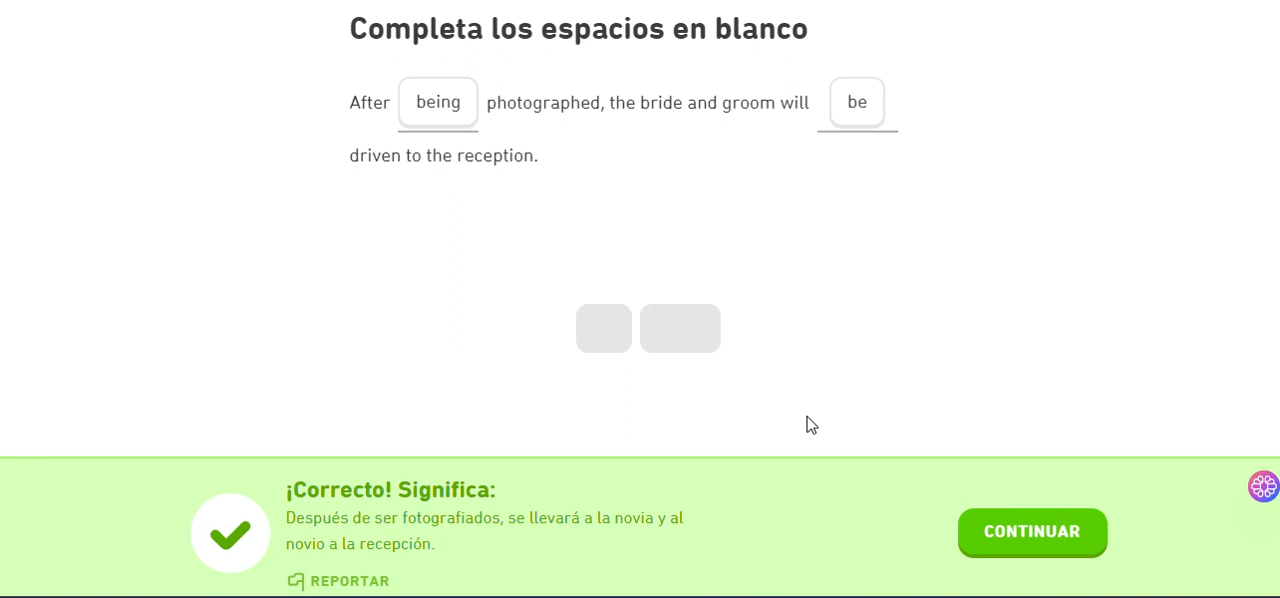 Completa los espacios en blanco
After being photographed, the bride and groom will be
driven to the reception.
¡Correcto! Significa:
Después de ser fotografiados, se llevará a la novia y al
novio a la recepción.
REPORTAR
CONTINUAR